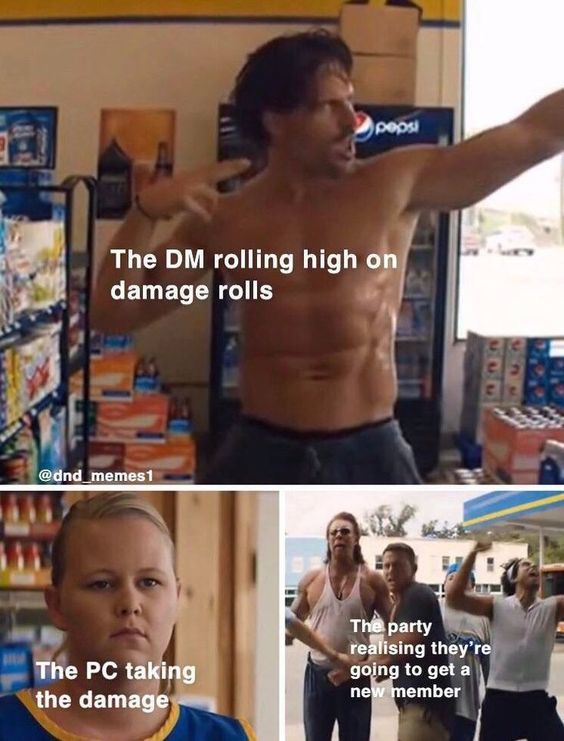 pepsi
The DM rolling high on
damage rolls
@dnd_memes1
The PC taking
the damage
The party
realising they're
going to get a
new member